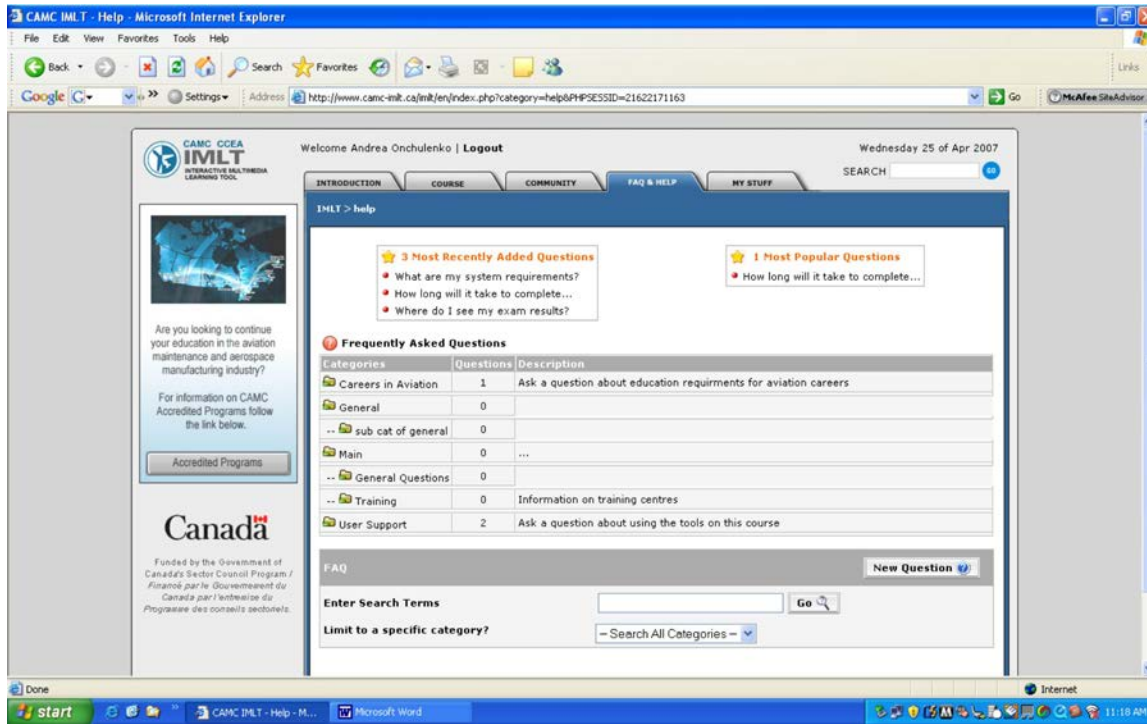 CAMC IMLT - Help - Microsoft Internet Explorer
File Edit View Favorites Tools Help
Back Search Favorites Links
Google G Settings Address http://www.camc-imlt.ca/imlt/en/index.php?category=help&PHPSESSID=21622171163 Go McAfee SiteAdvisor
CAMC CCEA
IMLT
INTERACTIVE MULTIMEDIA
LEARNING TOOL
Welcome Andrea Onchulenko | Logout
Wednesday 25 of Apr 2007
SEARCH GO
INTRODUCTION COURSE COMMUNITY FAQ & HELP MY STUFF
IMLT > help
Are you looking to continue
your education in the aviation
maintenance and aerospace
manufacturing industry?
For information on CAMC
Accredited Programs follow
the link below.
Accredited Programs
Canada
Funded by the Government of
Canada's Sector Council Program /
Financé par le Gouvernement du
Canada par l'entremise du
Programme des conseils sectoriels.
3 Most Recently Added Questions
What are my system requirements?
How long will it take to complete...
Where do I see my exam results?
1 Most Popular Questions
How long will it take to complete...
Frequently Asked Questions
Categories Questions Description
Careers in Aviation 1 Ask a question about education requirments for aviation careers
General 0
.. sub cat of general 0
Main 0 ...
.. General Questions 0
.. Training 0 Information on training centres
User Support 2 Ask a question about using the tools on this course
FAQ New Question
Enter Search Terms Go
Limit to a specific category? -- Search All Categories --
Done Internet
start CAMC IMLT - Help - M... Microsoft Word 11:18 AM